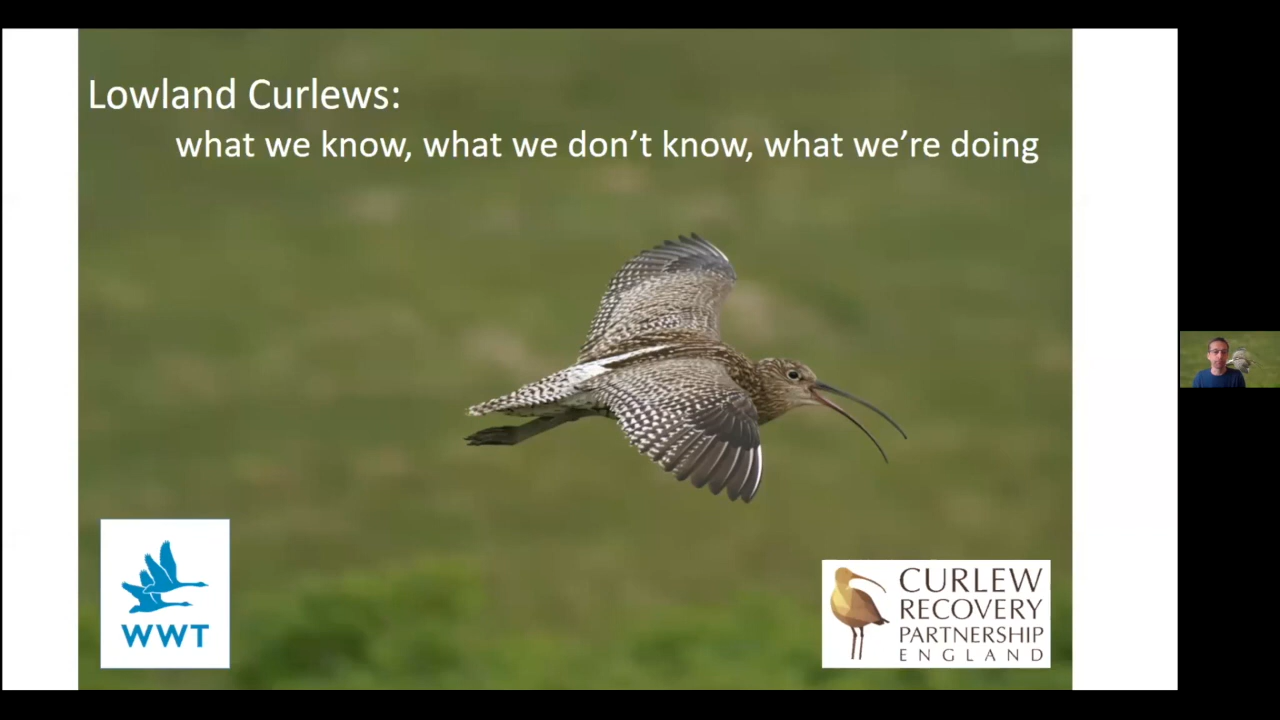 Lowland Curlews:
what we know, what we don’t know, what we’re doing
WWT
CURLEW
RECOVERY
PARTNERSHIP
ENGLAND